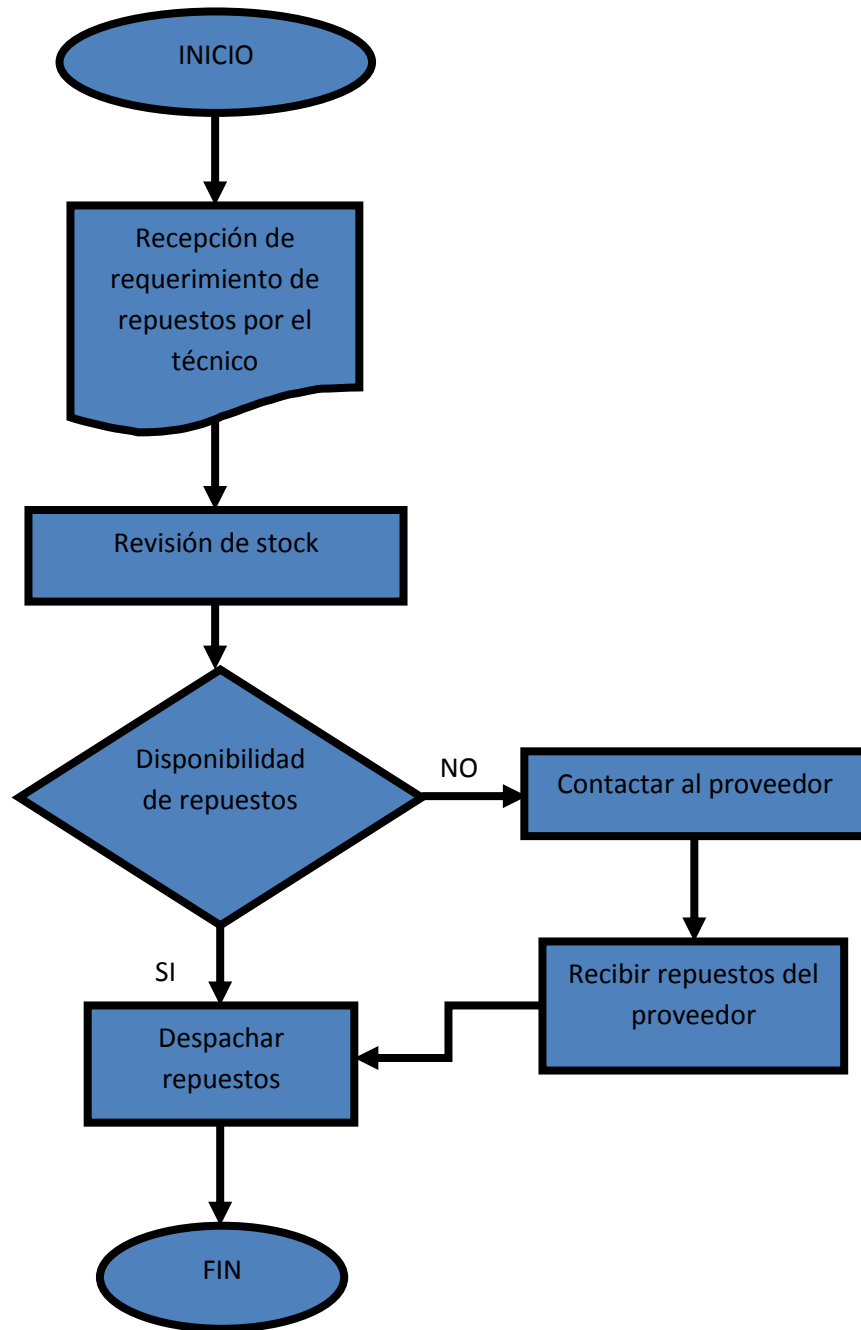 INICIO
Recepción de
requerimiento de
repuestos por el
técnico
Revisión de stock
Disponibilidad
de repuestos
NO
Contactar al proveedor
SI
Recibir repuestos del
proveedor
Despachar
repuestos
FIN